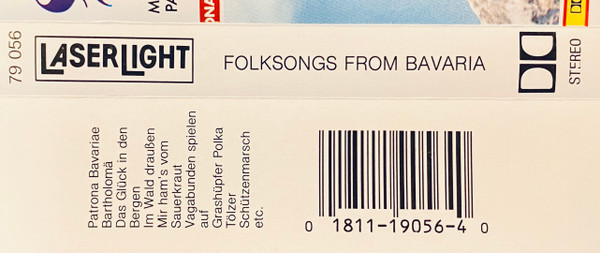 79 056
LASERLIGHT
FOLKSONGS FROM BAVARIA
STEREO
Patrona Bavariae
Bartholomä
Das Glück in den
Bergen
Im Wald draußen
Mir ham's vom
Sauerkraut
Vagabunden spielen
auf
Grashüpfer Polka
Tölzer
Schützenmarsch
etc.
0 1811-19056-4 0